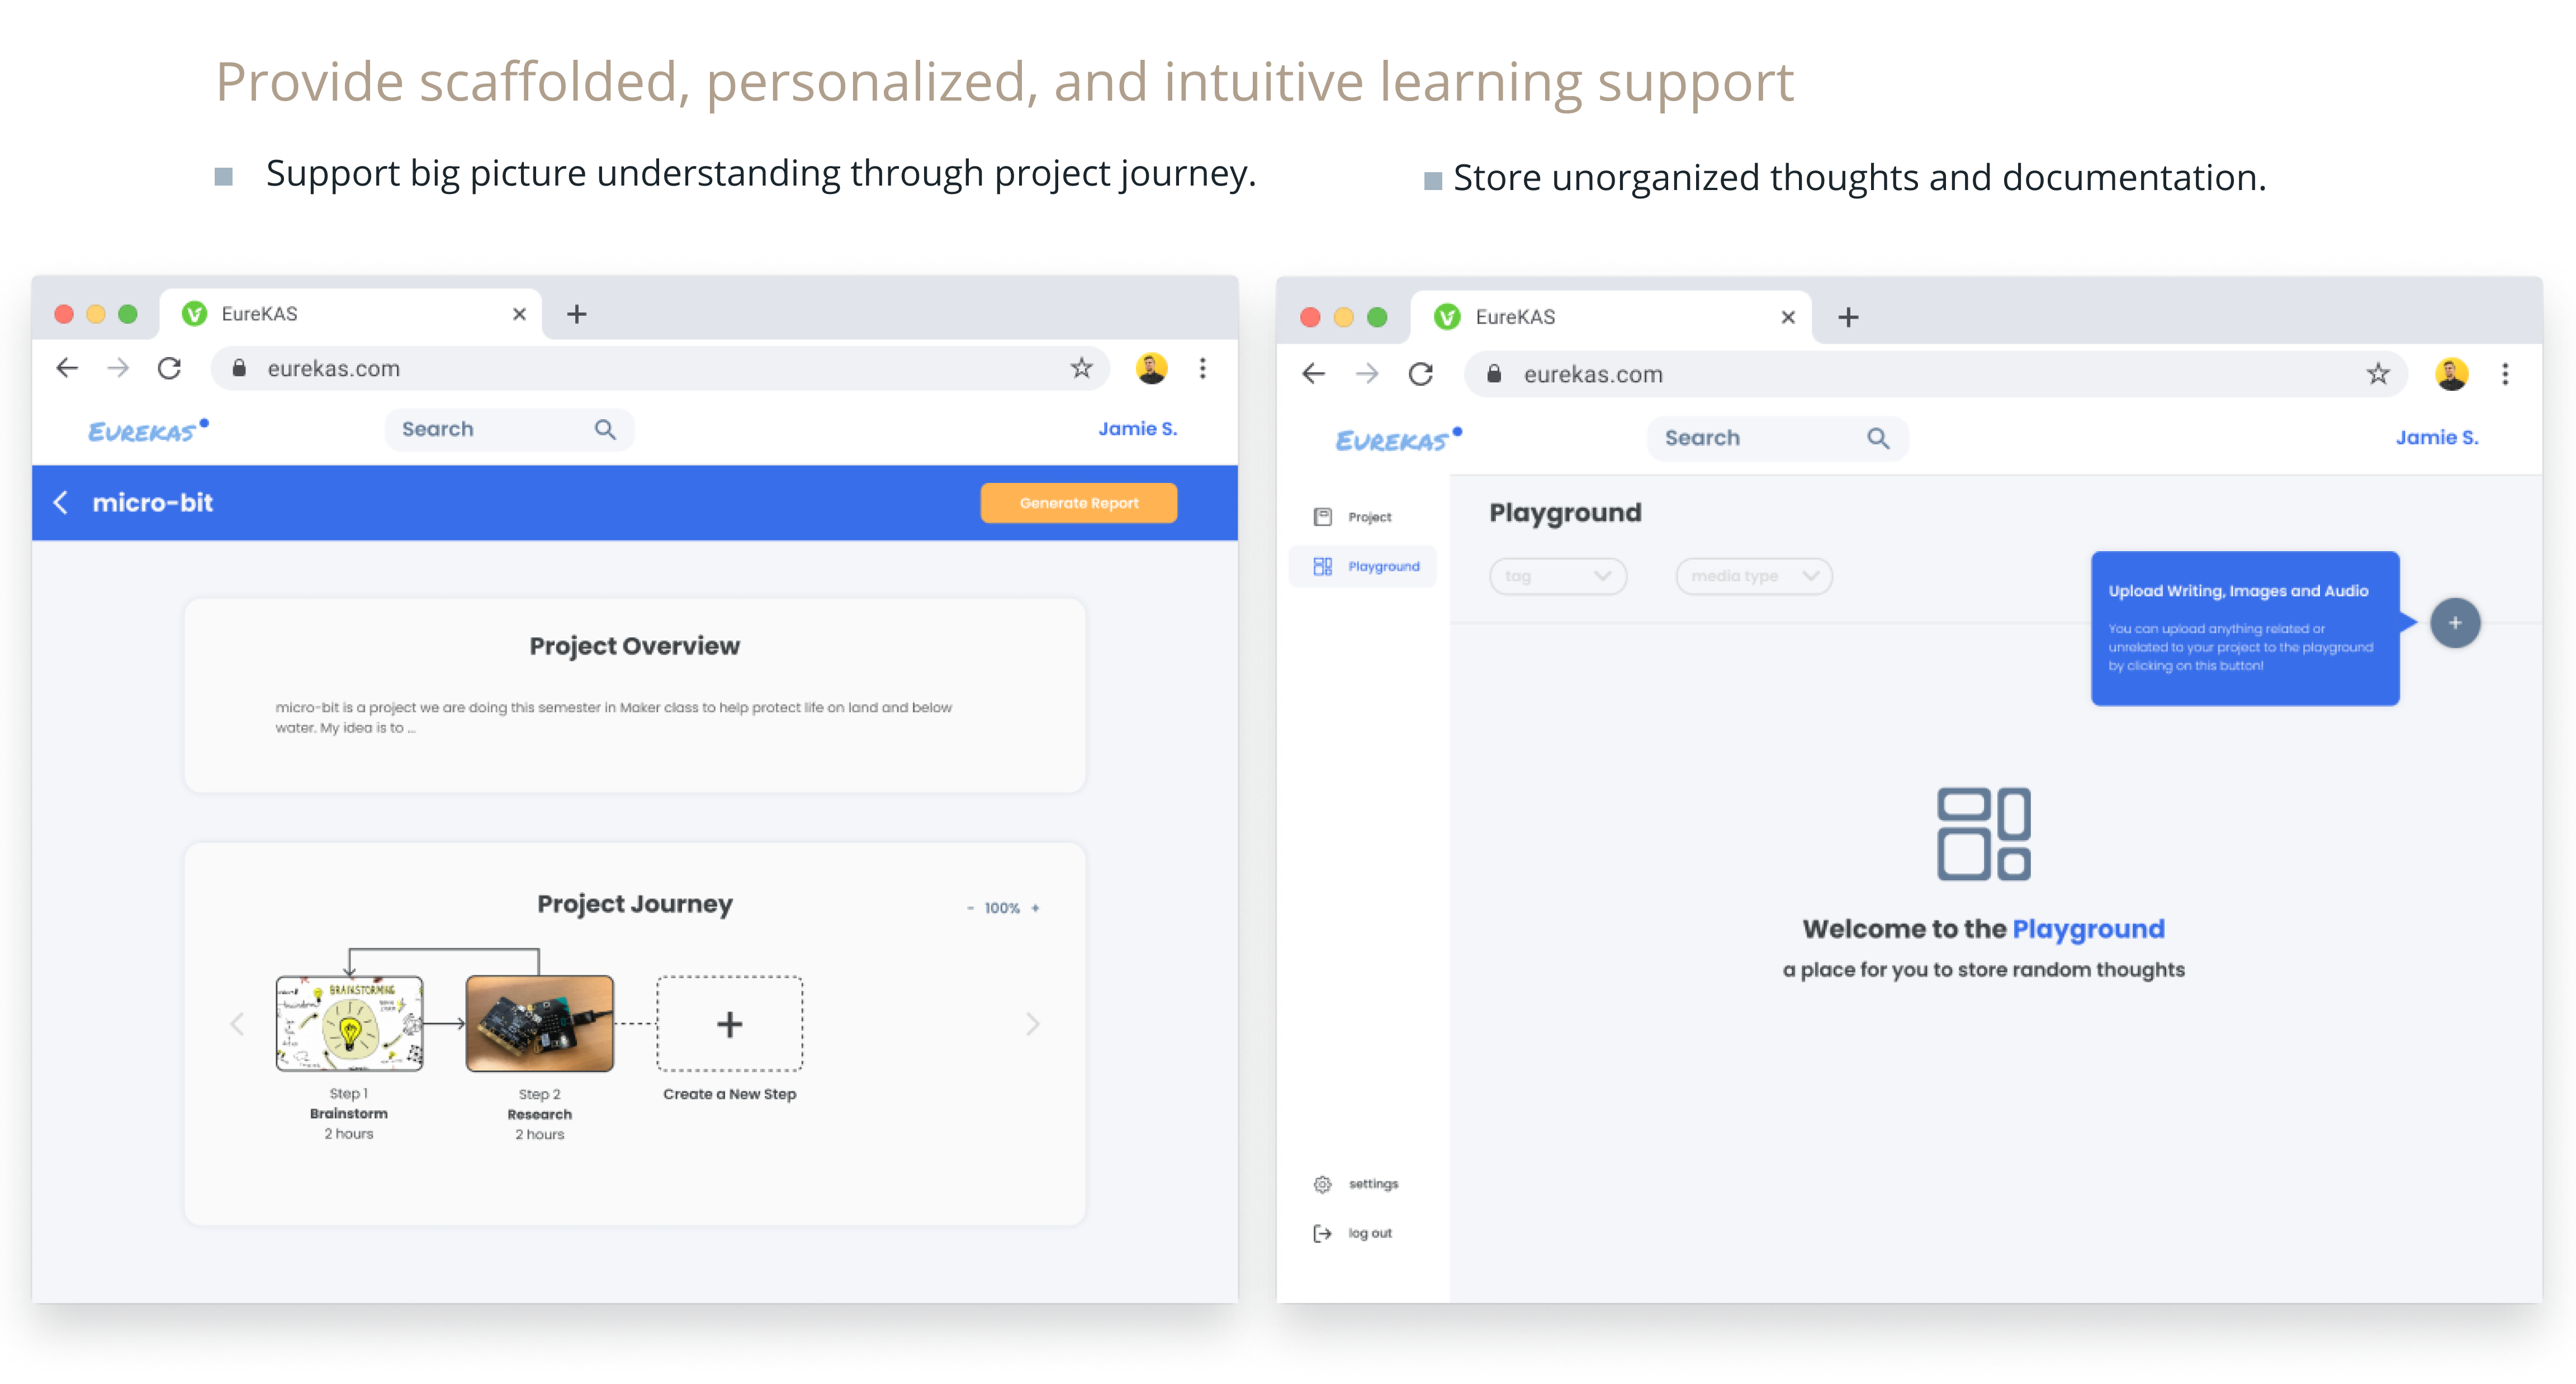 Provide scaffolded, personalized, and intuitive learning support
Support big picture understanding through project journey.
Store unorganized thoughts and documentation.
EureKAS
eurekas.com
EUREKAS
Search
Jamie S.
micro-bit
Generate Report
Project Overview
micro-bit is a project we are doing this semester in Maker class to help protect life on land and below
water. My idea is to ...
Project Journey
- 100% +
BRAINSTORMING
Step 1
Brainstorm
2 hours
Step 2
Research
2 hours
Create a New Step
EureKAS
eurekas.com
EUREKAS
Search
Jamie S.
Project
Playground
settings
log out
Playground
tag
media type
Upload Writing, Images and Audio
You can upload anything related or
unrelated to your project to the playground
by clicking on this button!
Welcome to the Playground
a place for you to store random thoughts